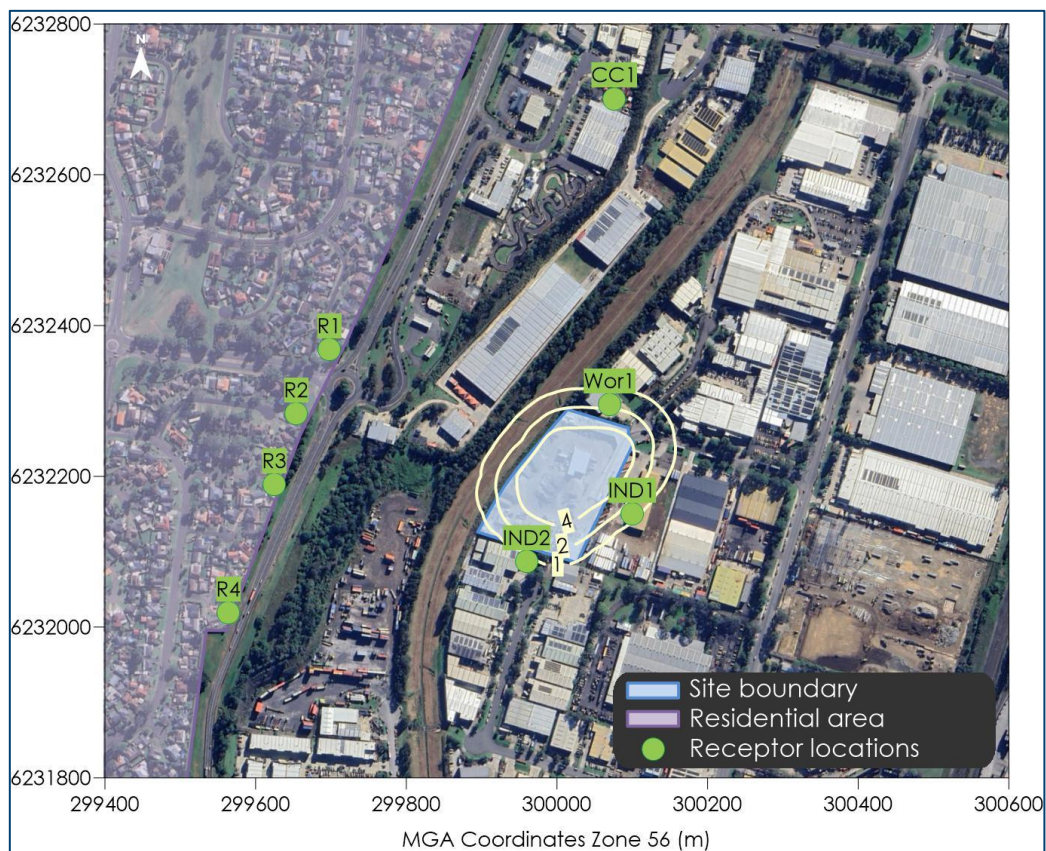 6232800
N
CC1
6232600
6232400
R1
Wor1
R2
R3
6232200
IND1
4
IND2
2
1
R4
6232000
Site boundary
Residential area
Receptor locations
6231800
299400 299600 299800 300000 300200 300400 300600
MGA Coordinates Zone 56 (m)